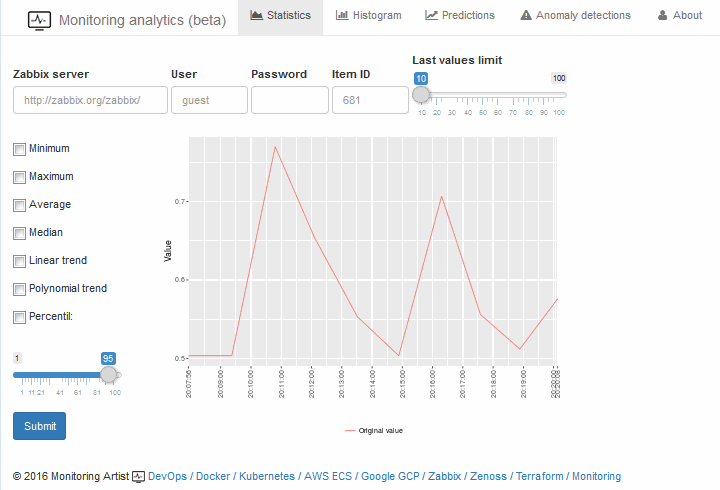 Monitoring analytics (beta) Statistics Histogram Predictions Anomaly detections About
Zabbix server User Password Item ID Last values limit
http://zabbix.org/zabbix/ guest 681
10 100
10 20 30 40 50 60 70 80 90 100
Minimum
Maximum
Average
Median
Linear trend
Polynomial trend
Percentil:
1 95
1 11 21 41 61 81 100
Submit
Value
0.7
0.6
0.5
20:07:56 20:09:00 20:10:00 20:11:00 20:12:00 20:13:00 20:14:00 20:15:00 20:16:00 20:17:00 20:18:00 20:19:00
Original value
© 2016 Monitoring Artist DevOps / Docker / Kubernetes / AWS ECS / Google GCP / Zabbix / Zenoss / Terraform / Monitoring